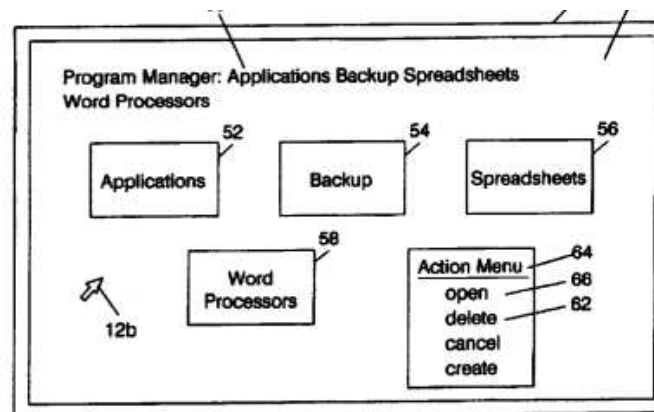 Program Manager: Applications Backup Spreadsheets
Word Processors
52
54
56
Applications
Backup
Spreadsheets
58
Word
Processors
12b
Action Menu
64
open
66
delete
62
cancel
create